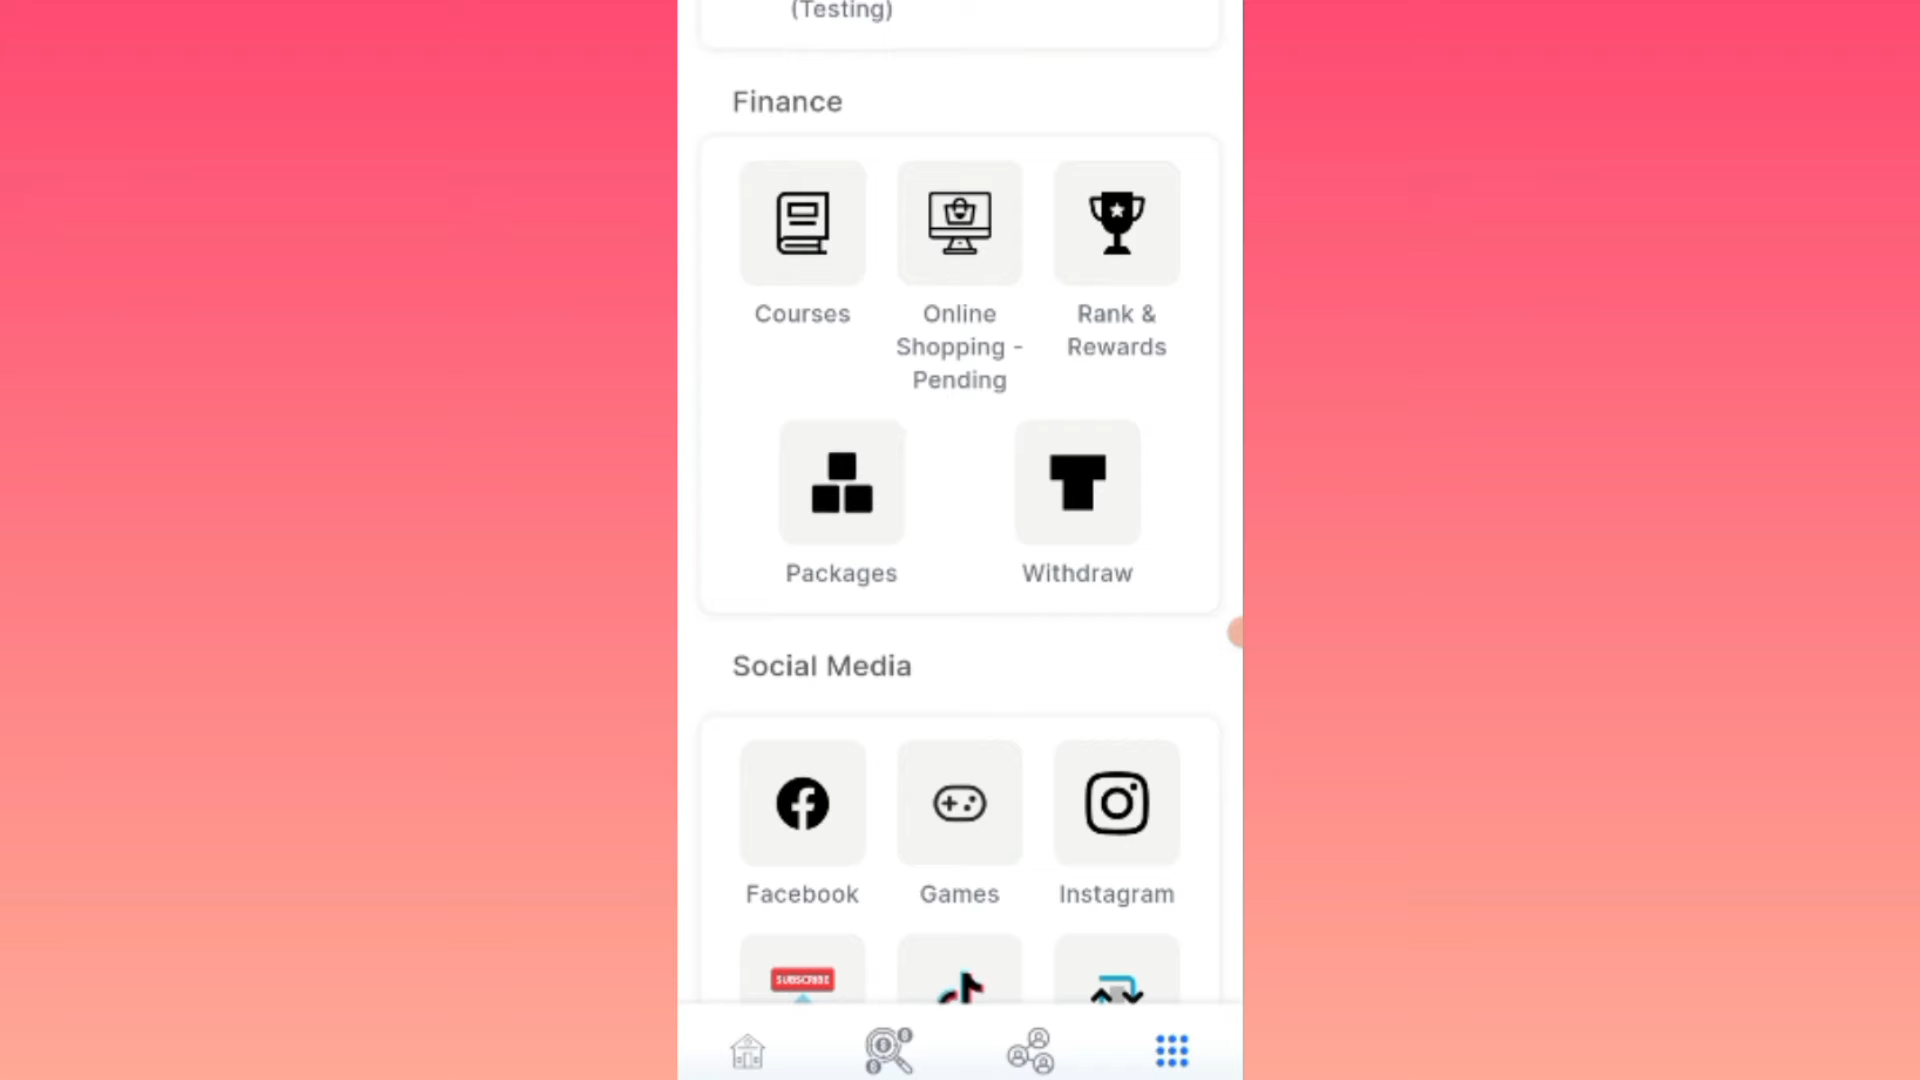 (Testing)
Finance
Courses
Online
Shopping -
Pending
Rank &
Rewards
Packages
Withdraw
Social Media
Facebook
Games
Instagram
SUBSCRIBE